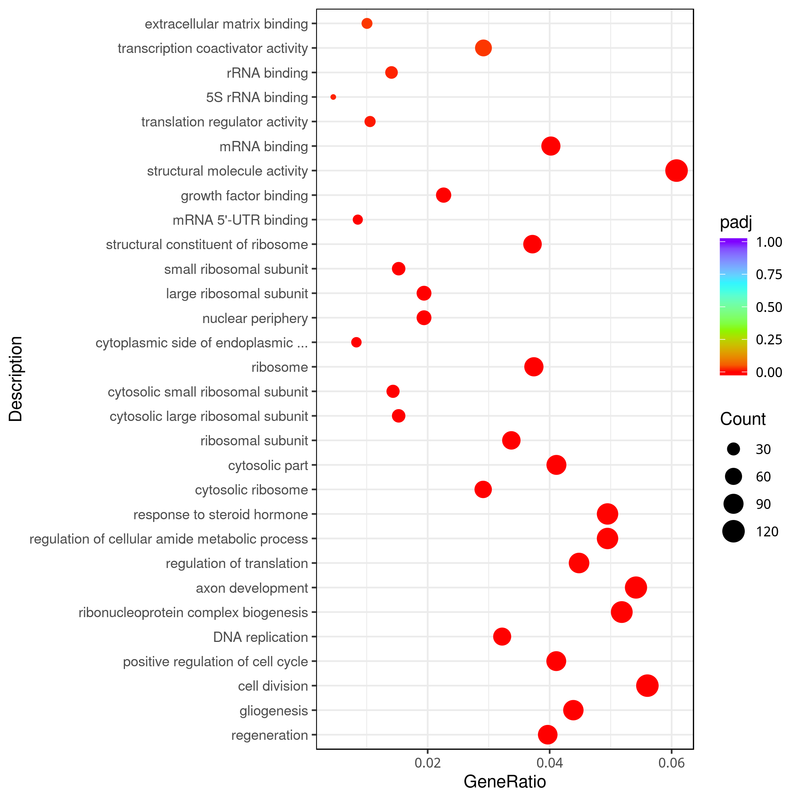 extracellular matrix binding
transcription coactivator activity
rRNA binding
5S rRNA binding
translation regulator activity
mRNA binding
structural molecule activity
growth factor binding
mRNA 5'-UTR binding
structural constituent of ribosome
small ribosomal subunit
large ribosomal subunit
nuclear periphery
cytoplasmic side of endoplasmic ...
ribosome
cytosolic small ribosomal subunit
cytosolic large ribosomal subunit
ribosomal subunit
cytosolic part
cytosolic ribosome
response to steroid hormone
regulation of cellular amide metabolic process
regulation of translation
axon development
ribonucleoprotein complex biogenesis
DNA replication
positive regulation of cell cycle
cell division
gliogenesis
regeneration
Description
0.02 0.04 0.06
GeneRatio
padj
1.00
0.75
0.50
0.25
0.00
Count
30
60
90
120